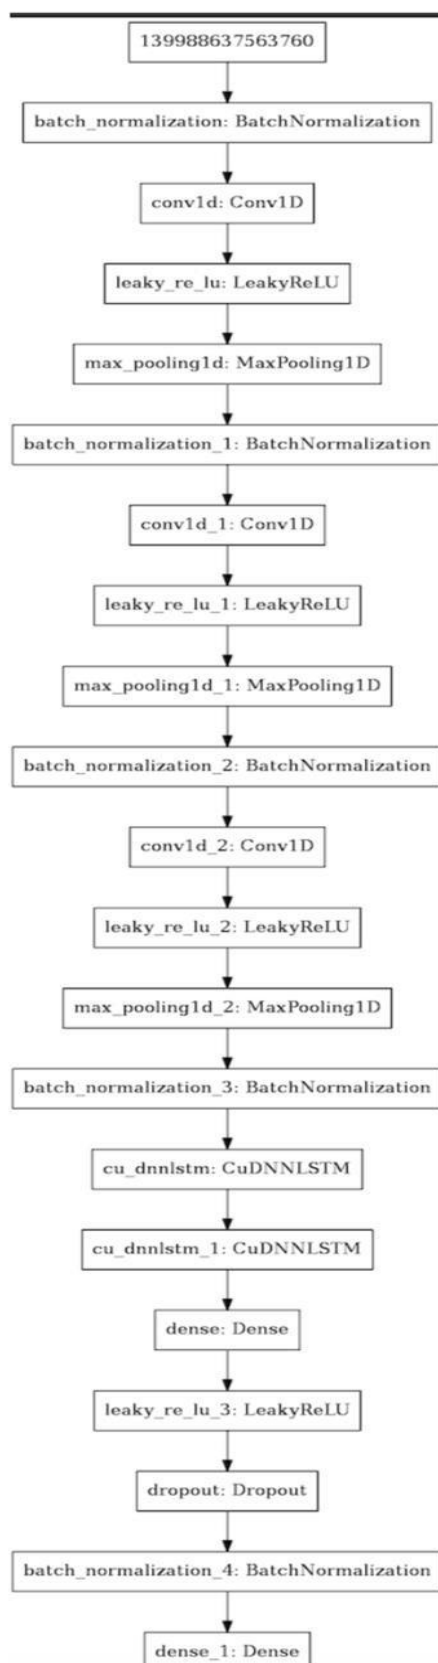 139988637563760
batch_normalization: BatchNormalization
conv1d: Conv1D
leaky_re_lu: LeakyReLU
max_pooling1d: MaxPooling1D
batch_normalization_1: BatchNormalization
conv1d_1: Conv1D
leaky_re_lu_1: LeakyReLU
max_pooling1d_1: MaxPooling1D
batch_normalization_2: BatchNormalization
conv1d_2: Conv1D
leaky_re_lu_2: LeakyReLU
max_pooling1d_2: MaxPooling1D
batch_normalization_3: BatchNormalization
cu_dnnlstm: CuDNNLSTM
cu_dnnlstm_1: CuDNNLSTM
dense: Dense
leaky_re_lu_3: LeakyReLU
dropout: Dropout
batch_normalization_4: BatchNormalization
dense_1: Dense